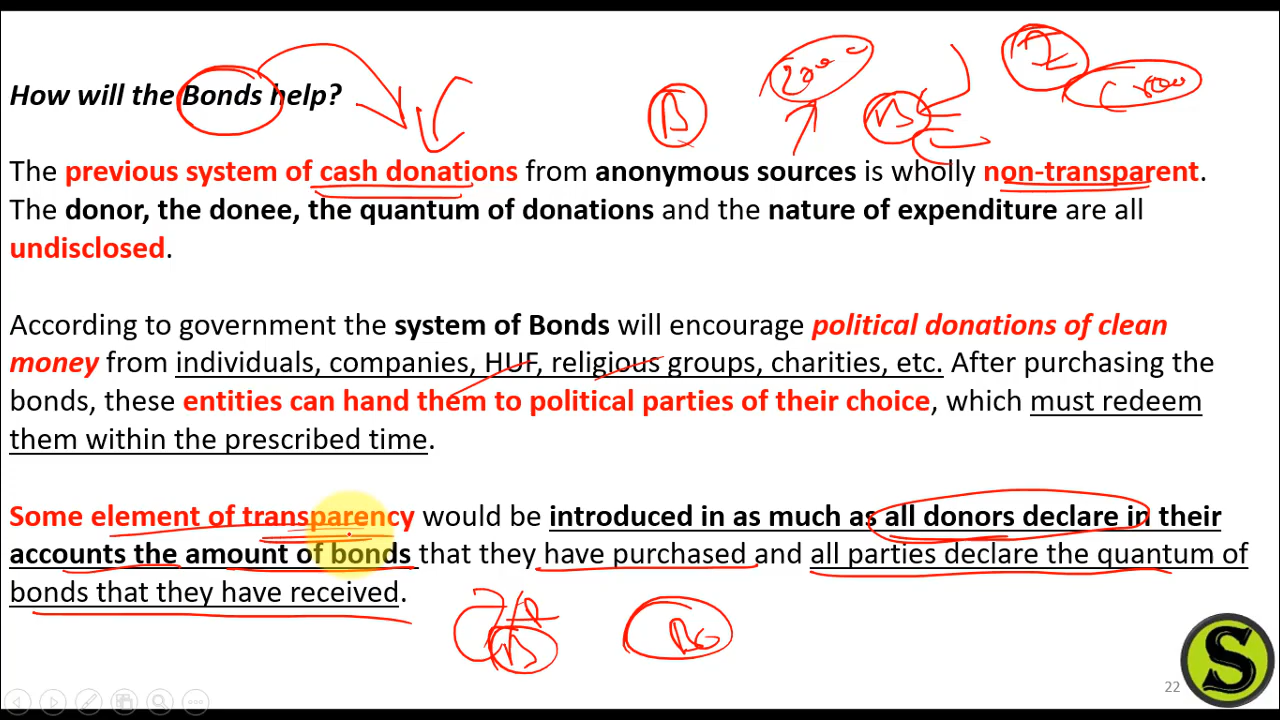 How will the Bonds help?
The previous system of cash donations from anonymous sources is wholly non-transparent.
The donor, the donee, the quantum of donations and the nature of expenditure are all
undisclosed.
According to government the system of Bonds will encourage political donations of clean
money from individuals, companies, HUF, religious groups, charities, etc. After purchasing the
bonds, these entities can hand them to political parties of their choice, which must redeem
them within the prescribed time.
Some element of transparency would be introduced in as much as all donors declare in their
accounts the amount of bonds that they have purchased and all parties declare the quantum of
bonds that they have received.
B
B
22
S